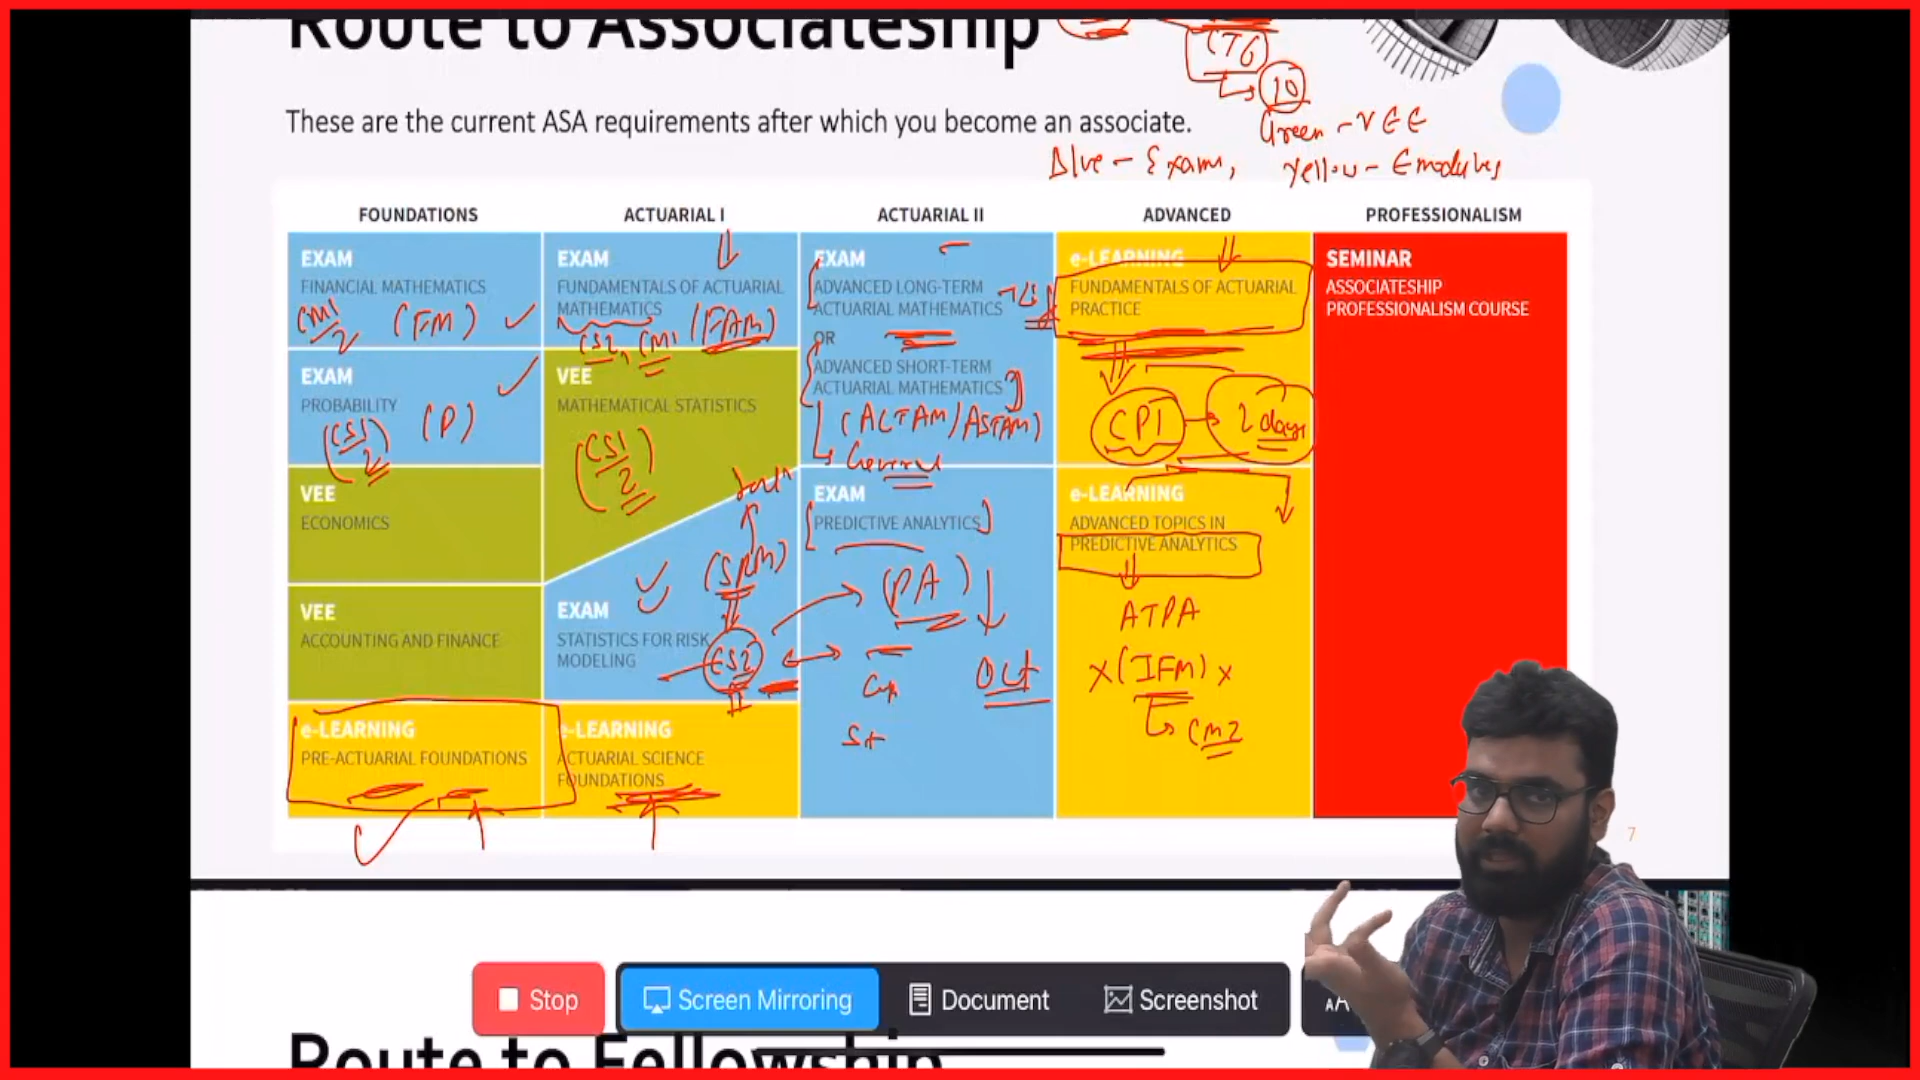 Route to Associateship
CT6
10
These are the current ASA requirements after which you become an associate.
Green - VEE
Blue - Exam,
Yellow - Emodules
FOUNDATIONS
ACTUARIAL I
ACTUARIAL II
ADVANCED
PROFESSIONALISM
EXAM
FINANCIAL MATHEMATICS
CM1/2 (FM)
EXAM
PROBABILITY
(CS1/2) (P)
VEE
ECONOMICS
VEE
ACCOUNTING AND FINANCE
e-LEARNING
PRE-ACTUARIAL FOUNDATIONS
EXAM
FUNDAMENTALS OF ACTUARIAL
MATHEMATICS
CS2, CM1 (FAM)
VEE
MATHEMATICAL STATISTICS
(CS1/2)
(SRM)
EXAM
STATISTICS FOR RISK
MODELING
CS2
e-LEARNING
ACTUARIAL SCIENCE
FOUNDATIONS
EXAM
ADVANCED LONG-TERM
ACTUARIAL MATHEMATICS
OR
ADVANCED SHORT-TERM
ACTUARIAL MATHEMATICS
(ALTAM/ASTAM)
General
EXAM
PREDICTIVE ANALYTICS
(PA)
Oct
e-LEARNING
FUNDAMENTALS OF ACTUARIAL
PRACTICE
CP1
2 days
e-LEARNING
ADVANCED TOPICS IN
PREDICTIVE ANALYTICS
ATPA
x (IFM) x
CM2
SEMINAR
ASSOCIATESHIP
PROFESSIONALISM COURSE
7
Stop
Screen Mirroring
Document
Screenshot
AA
Route to Fellowship